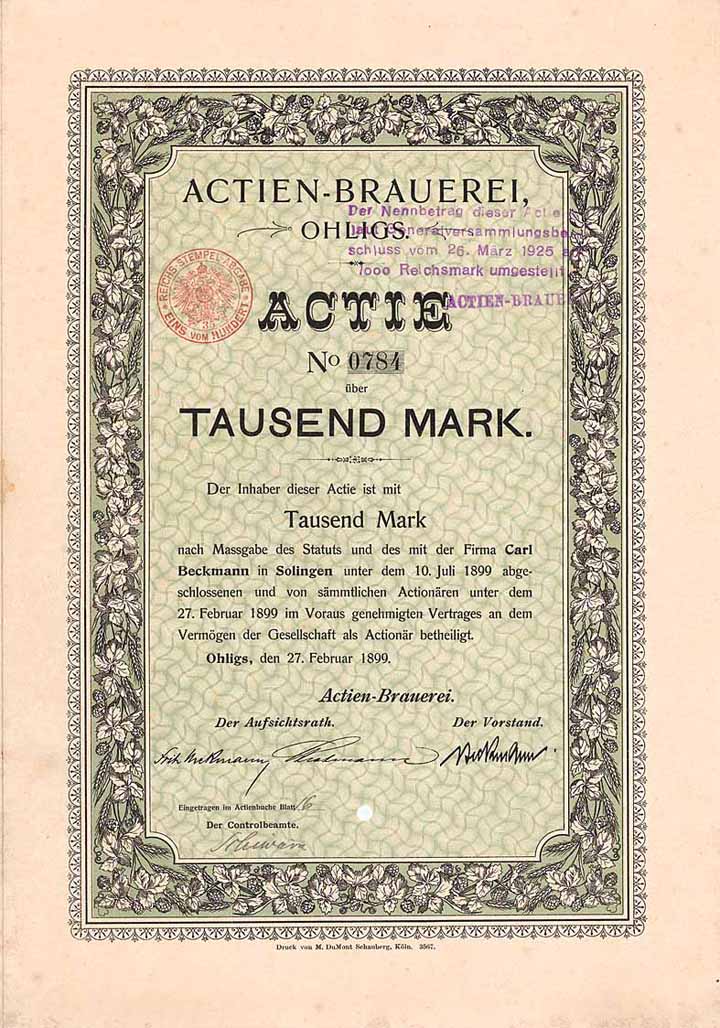 ACTIEN-BRAUEREI,
OHLIGS.
Der Nennbetrag dieser Actie
laut Generalversammlungsbe
schluss vom 26. März 1925 a
1000 Reichsmark umgestellt
ACTIEN-BRAUE
REICHS STEMPEL ABGABE
EINS VOM HUNDERT
ACTIE
No 0784
über
TAUSEND MARK.
Der Inhaber dieser Actie ist mit
Tausend Mark
nach Massgabe des Statuts und des mit der Firma Carl
Beckmann in Solingen unter dem 10. Juli 1899 abge-
schlossenen und von sämmtlichen Actionären unter dem
27. Februar 1899 im Voraus genehmigten Vertrages an dem
Vermögen der Gesellschaft als Actionär betheiligt.
Ohligs, den 27. Februar 1899.
Actien-Brauerei.
Der Aufsichtsrath. Der Vorstand.
Eingetragen im Actienbuche Blatt 6
Der Controlbeamte.
Druck von M. DuMont Schauberg, Köln. 3567.